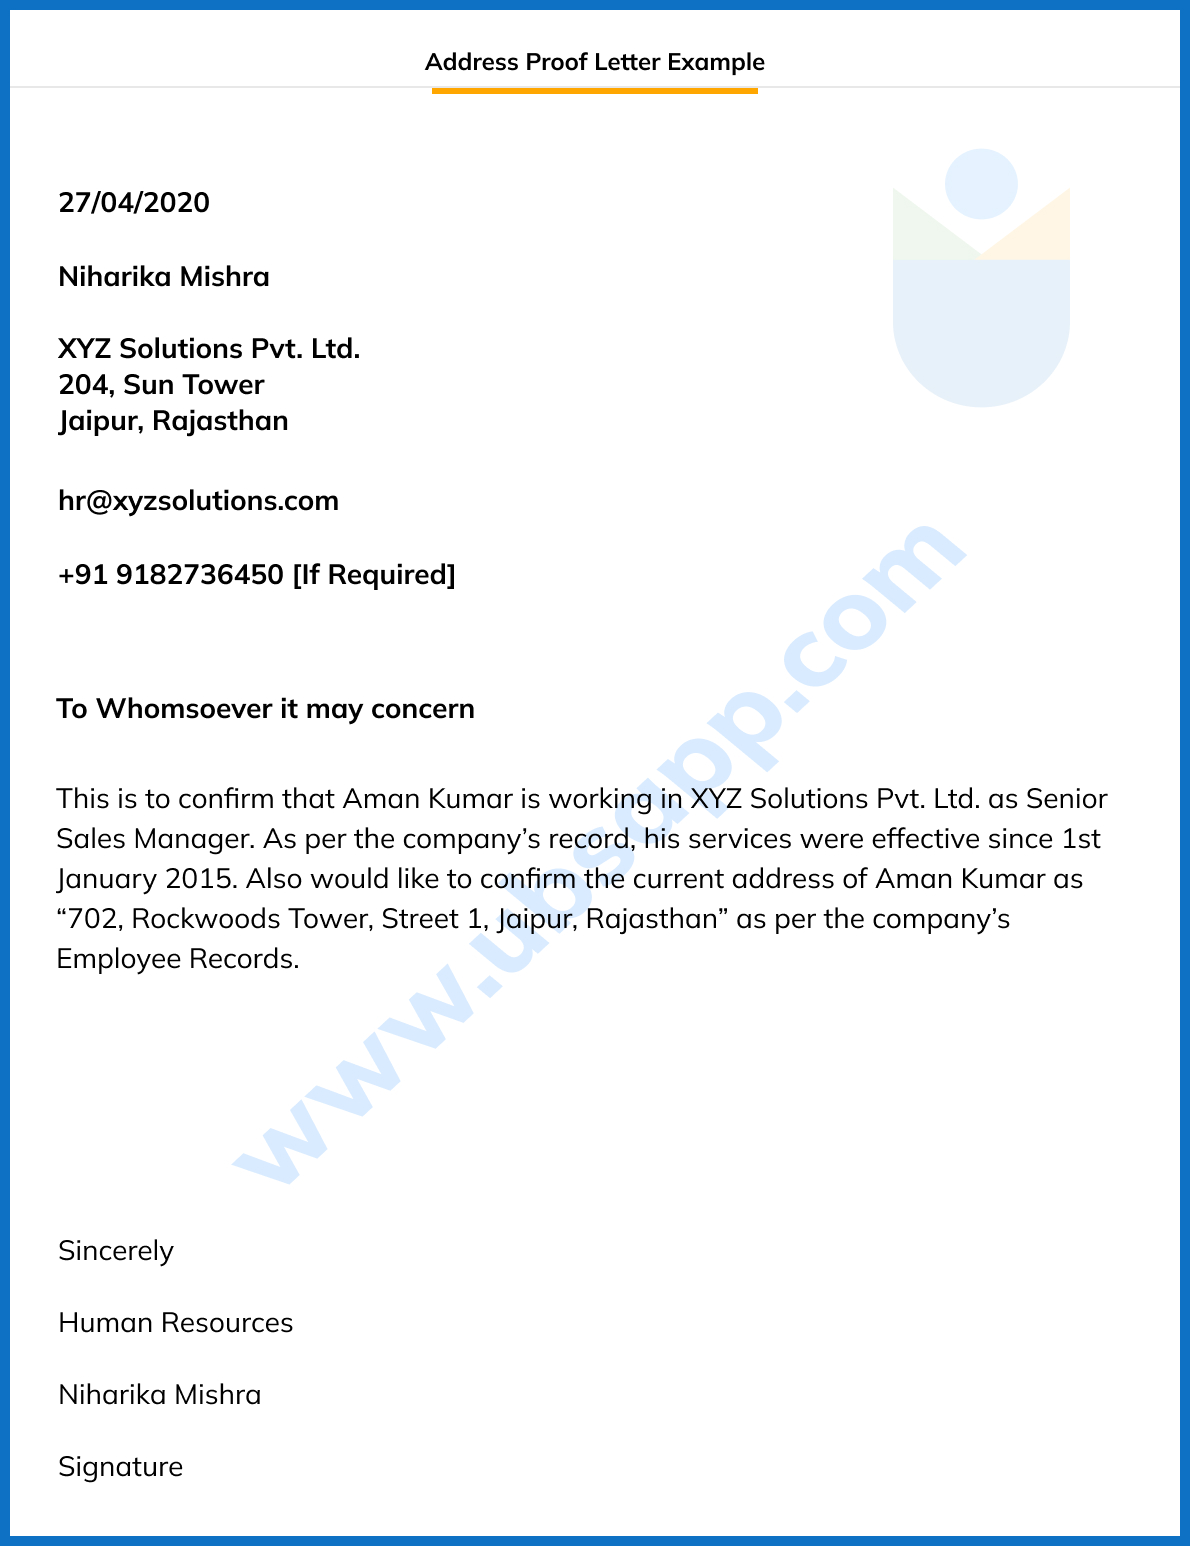 Address Proof Letter Example
27/04/2020
Niharika Mishra
XYZ Solutions Pvt. Ltd.
204, Sun Tower
Jaipur, Rajasthan
hr@xyzsolutions.com
+91 9182736450 [If Required]
To Whomsoever it may concern
This is to confirm that Aman Kumar is working in XYZ Solutions Pvt. Ltd. as Senior
Sales Manager. As per the company’s record, his services were effective since 1st
January 2015. Also would like to confirm the current address of Aman Kumar as
“702, Rockwoods Tower, Street 1, Jaipur, Rajasthan” as per the company’s
Employee Records.
www.ubsapp.com
Sincerely
Human Resources
Niharika Mishra
Signature